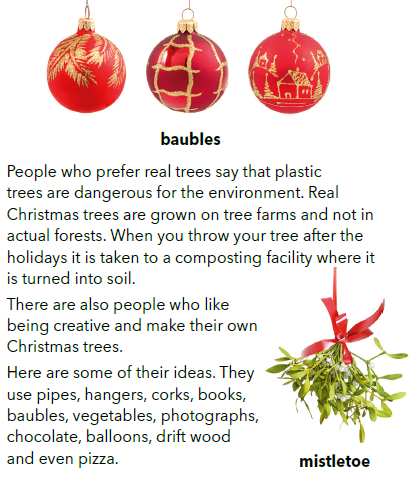 baubles
People who prefer real trees say that plastic
trees are dangerous for the environment. Real
Christmas trees are grown on tree farms and not in
actual forests. When you throw your tree after the
holidays it is taken to a composting facility where it
is turned into soil.
There are also people who like
being creative and make their own
Christmas trees.
Here are some of their ideas. They
use pipes, hangers, corks, books,
baubles, vegetables, photographs,
chocolate, balloons, drift wood
and even pizza.
mistletoe